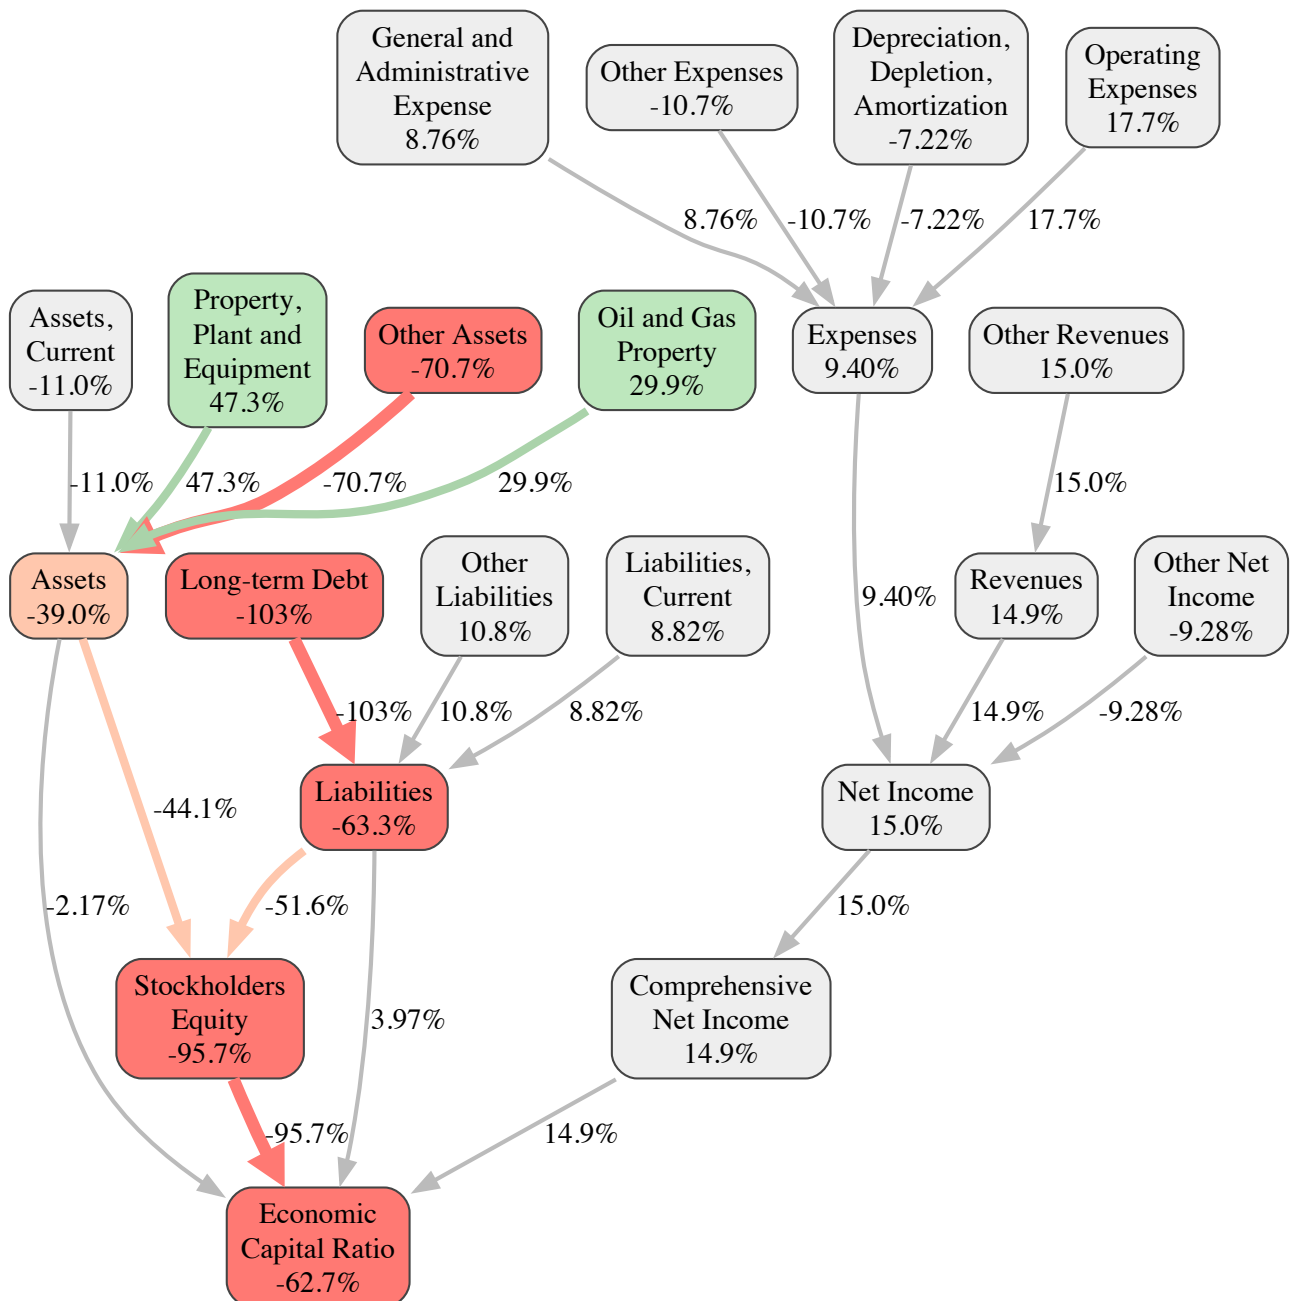 General and
Administrative
Expense
8.76%
Other Expenses
-10.7%
Depreciation,
Depletion,
Amortization
-7.22%
Operating
Expenses
17.7%
8.76%
-10.7%
-7.22%
17.7%
Assets,
Current
-11.0%
Property,
Plant and
Equipment
47.3%
Other Assets
-70.7%
Oil and Gas
Property
29.9%
Expenses
9.40%
Other Revenues
15.0%
-11.0%
47.3%
-70.7%
29.9%
15.0%
Assets
-39.0%
Long-term Debt
-103%
Other
Liabilities
10.8%
Liabilities,
Current
8.82%
9.40%
Revenues
14.9%
Other Net
Income
-9.28%
-103%
10.8%
8.82%
14.9%
-9.28%
-44.1%
Liabilities
-63.3%
Net Income
15.0%
-2.17%
-51.6%
15.0%
Stockholders
Equity
-95.7%
3.97%
Comprehensive
Net Income
14.9%
-95.7%
14.9%
Economic
Capital Ratio
-62.7%